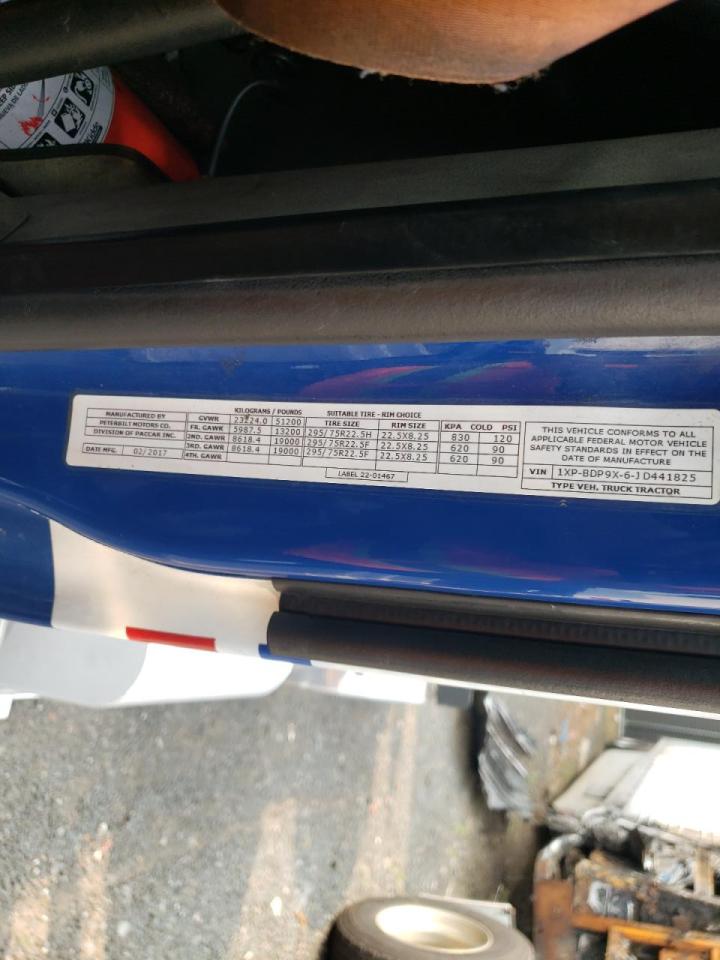 MANUFACTURED BY
PETERBILT MOTORS CO.
DIVISION OF PACCAR INC.
DATE MFG. 02/2017
KILOGRAMS / POUNDS SUITABLE TIRE - RIM CHOICE
GVWR 23224.0 51200 TIRE SIZE RIM SIZE KPA COLD PSI
FR. GAWR 5987.5 13200 295/75R22.5H 22.5X8.25 830 120
2ND. GAWR 8618.4 19000 295/75R22.5F 22.5X8.25 620 90
3RD. GAWR 8618.4 19000 295/75R22.5F 22.5X8.25 620 90
4TH. GAWR
LABEL 22-01467
THIS VEHICLE CONFORMS TO ALL
APPLICABLE FEDERAL MOTOR VEHICLE
SAFETY STANDARDS IN EFFECT ON THE
DATE OF MANUFACTURE
VIN 1XP-BDP9X-6-JD441825
TYPE VEH. TRUCK TRACTOR
Kidde